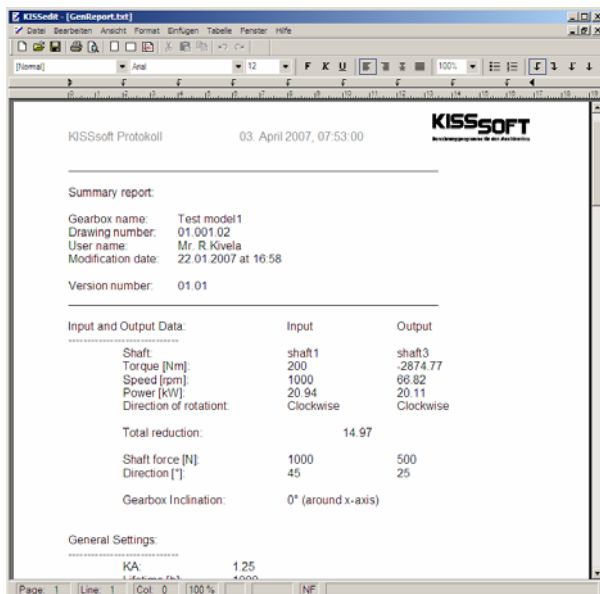 KISSedit - [GenReport.txt]
Datei Bearbeiten Ansicht Format Einfügen Tabelle Fenster Hilfe
[Normal] Arial 12 F K U 100%
KISSsoft Protokoll 03. April 2007, 07:53:00
KISSSOFT
Summary report:
Gearbox name: Test model1
Drawing number: 01.001.02
User name: Mr. R.Kivela
Modification date: 22.01.2007 at 16:58
Version number: 01.01
Input and Output Data: Input Output
-----------------------------
Shaft: shaft1 shaft3
Torque [Nm]: 200 -2874.77
Speed [rpm]: 1000 66.82
Power [kW]: 20.94 20.11
Direction of rotationt: Clockwise Clockwise
Total reduction: 14.97
Shaft force [N]: 1000 500
Direction [°]: 45 25
Gearbox Inclination: 0° (around x-axis)
General Settings:
-----------------------------
KA: 1.25
Lifetime [h]: 1000
Page: 1 Line: 1 Col: 0 100 % NF